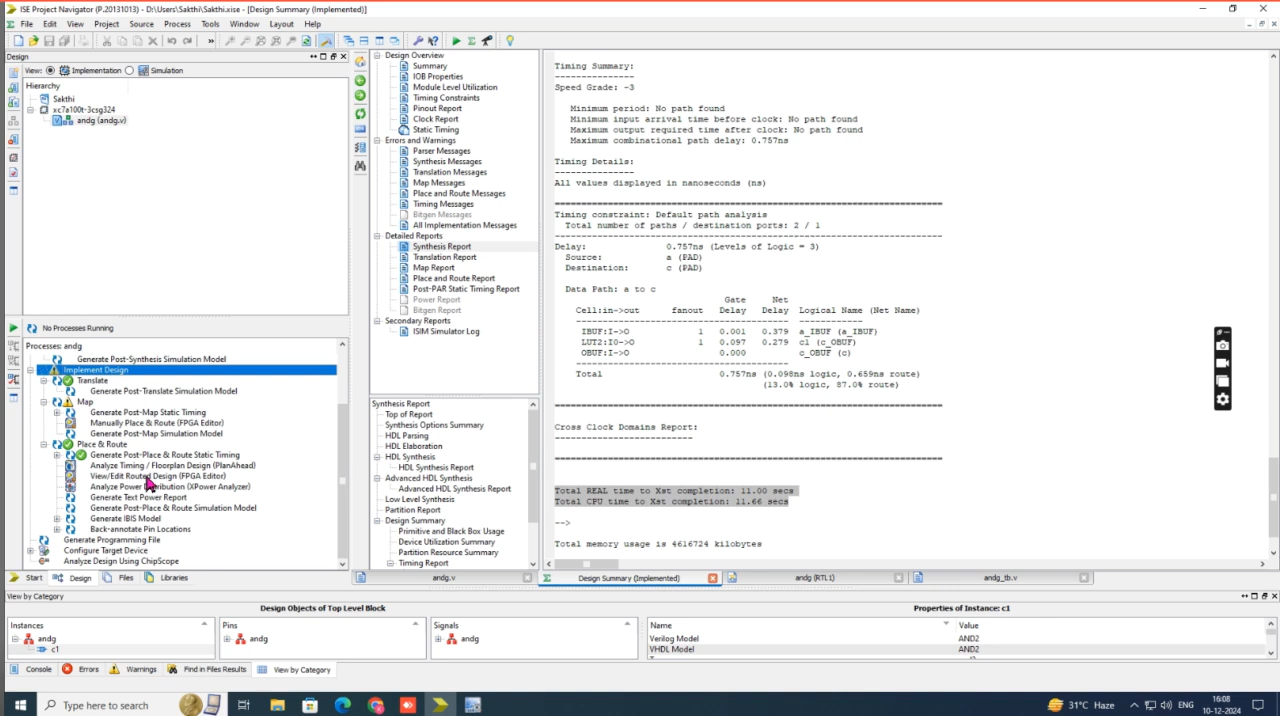 ISE Project Navigator (P.20131013) - D:\Users\Sakthi\Sakthi.xise - [Design Summary (Implemented)]
File Edit View Project Source Process Tools Window Layout Help
Design
View: Implementation Simulation
Hierarchy
Sakthi
xc7a100t-3csg324
andg (andg.v)
No Processes Running
Processes: andg
Generate Post-Synthesis Simulation Model
Implement Design
Translate
Generate Post-Translate Simulation Model
Map
Generate Post-Map Static Timing
Manually Place & Route (FPGA Editor)
Generate Post-Map Simulation Model
Place & Route
Generate Post-Place & Route Static Timing
Analyze Timing / Floorplan Design (PlanAhead)
View/Edit Routed Design (FPGA Editor)
Analyze Power Distribution (XPower Analyzer)
Generate Text Power Report
Generate Post-Place & Route Simulation Model
Generate IBIS Model
Back-annotate Pin Locations
Generate Programming File
Configure Target Device
Analyze Design Using ChipScope
Start Design Files Libraries
Design Overview
Summary
IOB Properties
Module Level Utilization
Timing Constraints
Pinout Report
Clock Report
Static Timing
Errors and Warnings
Parser Messages
Synthesis Messages
Translation Messages
Map Messages
Place and Route Messages
Timing Messages
Bitgen Messages
All Implementation Messages
Detailed Reports
Synthesis Report
Translation Report
Map Report
Place and Route Report
Post-PAR Static Timing Report
Power Report
Bitgen Report
Secondary Reports
ISIM Simulator Log
Synthesis Report
Top of Report
Synthesis Options Summary
HDL Parsing
HDL Elaboration
HDL Synthesis
HDL Synthesis Report
Advanced HDL Synthesis
Advanced HDL Synthesis Report
Low Level Synthesis
Partition Report
Design Summary
Primitive and Black Box Usage
Device Utilization Summary
Partition Resource Summary
Timing Report
Timing Summary:
---------------
Speed Grade: -3
Minimum period: No path found
Minimum input arrival time before clock: No path found
Maximum output required time after clock: No path found
Maximum combinational path delay: 0.757ns
Timing Details:
---------------
All values displayed in nanoseconds (ns)
Timing constraint: Default path analysis
Total number of paths / destination ports: 2 / 1
Delay: 0.757ns (Levels of Logic = 3)
Source: a (PAD)
Destination: c (PAD)
Data Path: a to c
Gate Net
Cell:in->out fanout Delay Delay Logical Name (Net Name)
IBUF:I->O 1 0.001 0.379 a_IBUF (a_IBUF)
LUT2:I0->O 1 0.097 0.279 c1 (c_OBUF)
OBUF:I->O 0.000 c_OBUF (c)
Total 0.757ns (0.098ns logic, 0.659ns route)
(13.0% logic, 87.0% route)
Cross Clock Domains Report:
--------------------------
Total REAL time to Xst completion: 11.00 secs
Total CPU time to Xst completion: 11.66 secs
-->
Total memory usage is 4616724 kilobytes
andg.v Design Summary (Implemented) andg (RTL1) andg_tb.v
View by Category
Design Objects of Top Level Block Properties of Instance: c1
Instances Pins Signals Name Value
andg andg andg Verilog Model AND2
c1 VHDL Model AND2
Console Errors Warnings Find in Files Results View by Category
Type here to search 31°C Haze ENG 16:08
10-12-2024